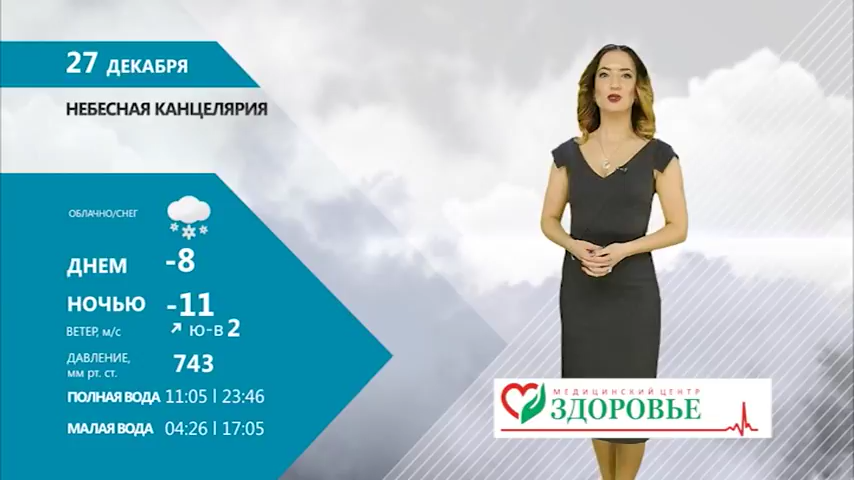 27 ДЕКАБРЯ
НЕБЕСНАЯ КАНЦЕЛЯРИЯ
ОБЛАЧНО/СНЕГ
ДНЕМ -8
НОЧЬЮ -11
ВЕТЕР, м/с ю-в 2
ДАВЛЕНИЕ,
мм рт. ст. 743
ПОЛНАЯ ВОДА 11:05 | 23:46
МАЛАЯ ВОДА 04:26 | 17:05
МЕДИЦИНСКИЙ ЦЕНТР
ЗДОРОВЬЕ